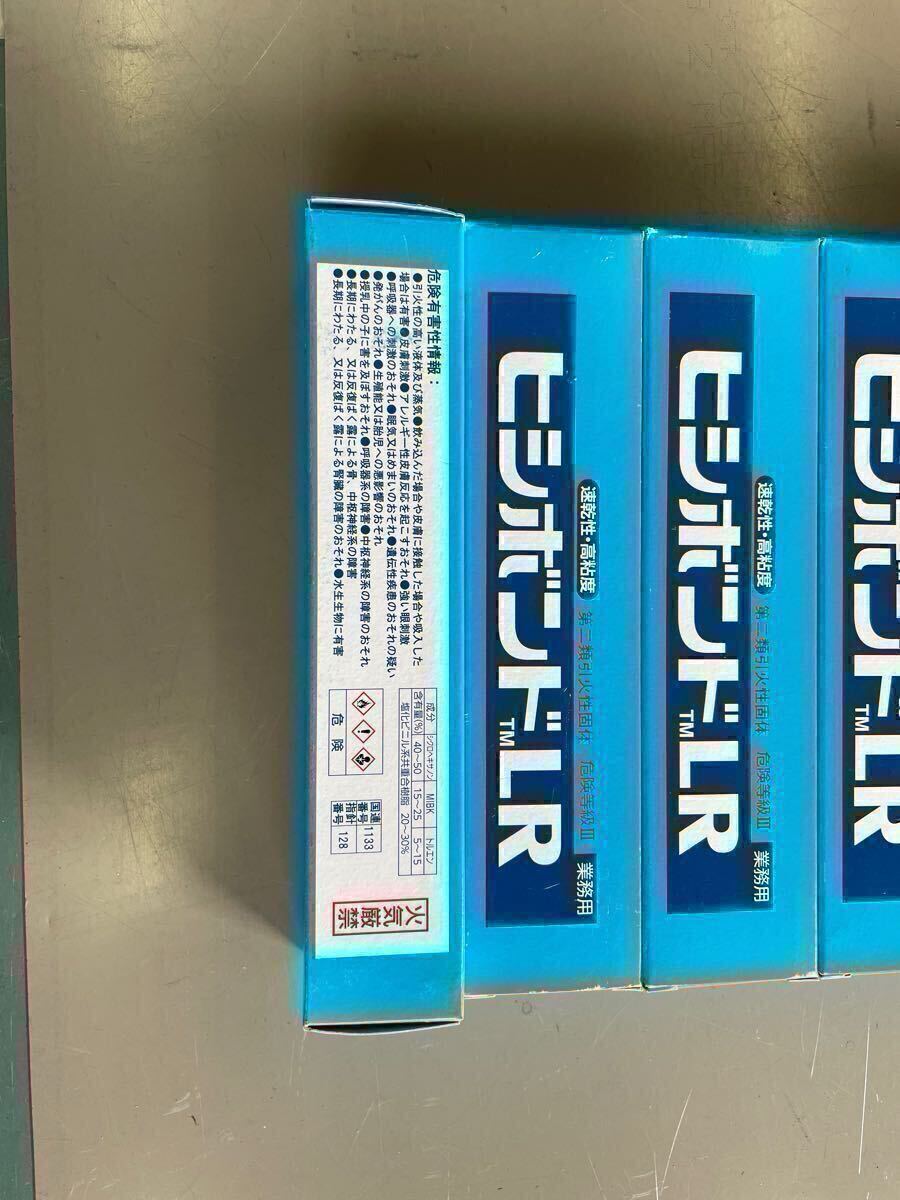 危険有害性情報：
●引火性の高い液体及び蒸気●飲み込んだ場合や皮膚に接触した場合や吸入した
場合は有害●皮膚刺激●アレルギー性皮膚反応を起こすおそれ●強い眼刺激
●呼吸器への刺激のおそれ●眠気又はめまいのおそれ●遺伝性疾患のおそれの疑い
●発がんのおそれ●生殖能又は胎児への悪影響のおそれ
●授乳中の子に害を及ぼすおそれ●呼吸器系の障害●中枢神経系の障害のおそれ
●長期にわたる、又は反復ばく露による骨、中枢神経系の障害
●長期にわたる、又は反復ばく露による腎臓の障害のおそれ●水生生物に有害
成分 シクロヘキサノン MIBK トルエン
含有量(%) 40～50 15～25 5～15
塩化ビニル系共重合樹脂 20～30%
危険
国連番号 1133
指針番号 128
火気厳禁
速乾性・高粘度 第二類引火性固体 危険等級Ⅲ 業務用
ヒシボンドTMLR
速乾性・高粘度 第二類引火性固体 危険等級Ⅲ 業務用
ヒシボンドTMLR
ヒシボンドLR